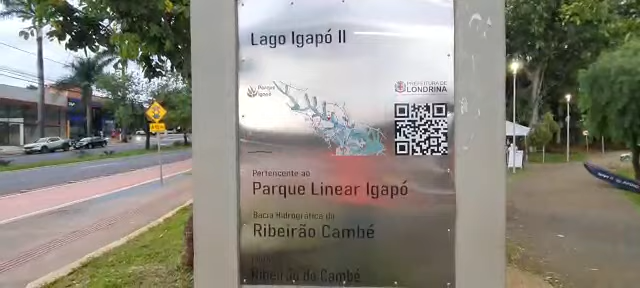 Lago Igapó II
Parque
Igapó
PREFEITURA DE
LONDRINA
Pertencente ao
Parque Linear Igapó
Bacia Hidrográfica do
Ribeirão Cambé
Ribeirão do Cambé